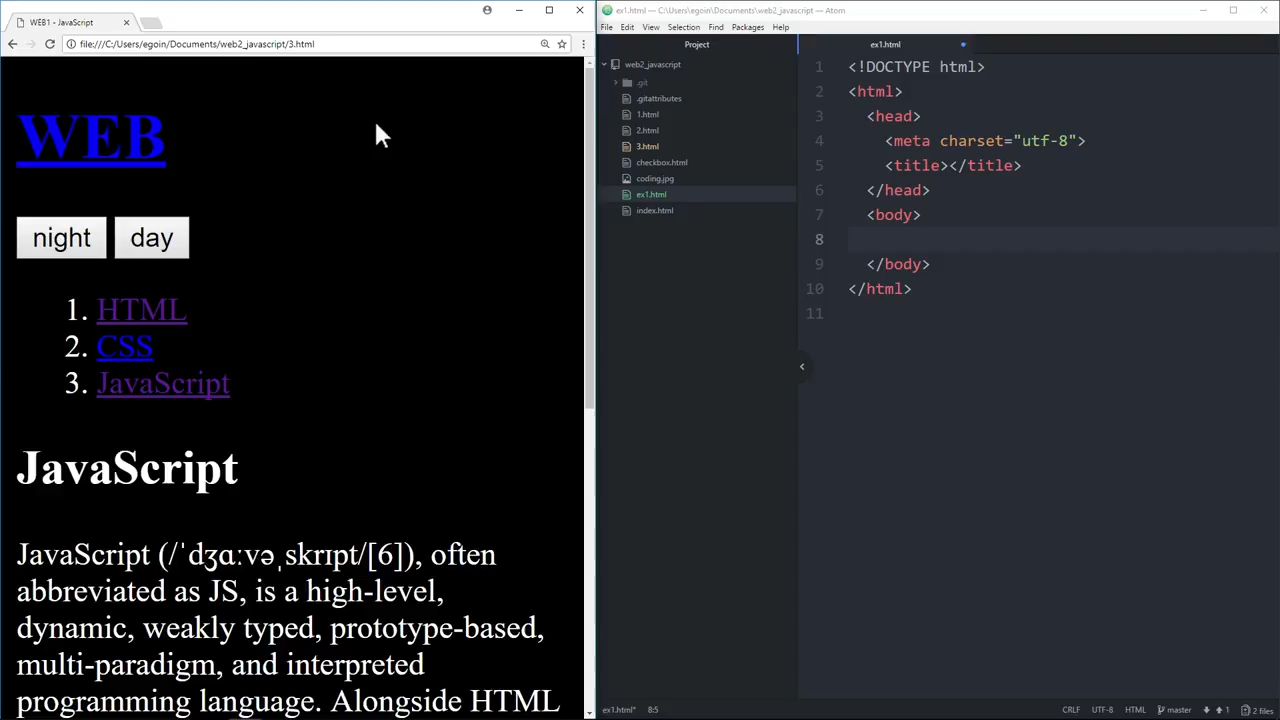 WEB1 - JavaScript
file:///C:/Users/egoin/Documents/web2_javascript/3.html
WEB
night day
1. HTML
2. CSS
3. JavaScript
JavaScript
JavaScript (/ˈdʒɑːvəˌskrɪpt/[6]), often
abbreviated as JS, is a high-level,
dynamic, weakly typed, prototype-based,
multi-paradigm, and interpreted
programming language. Alongside HTML
ex1.html — C:\Users\egoin\Documents\web2_javascript — Atom
File Edit View Selection Find Packages Help
Project
web2_javascript
.git
.gitattributes
1.html
2.html
3.html
checkbox.html
coding.jpg
ex1.html
index.html
ex1.html
1 <!DOCTYPE html>
2 <html>
3 <head>
4 <meta charset="utf-8">
5 <title></title>
6 </head>
7 <body>
8
9 </body>
10 </html>
11
ex1.html* 8:5 CRLF UTF-8 HTML master 1 2 files